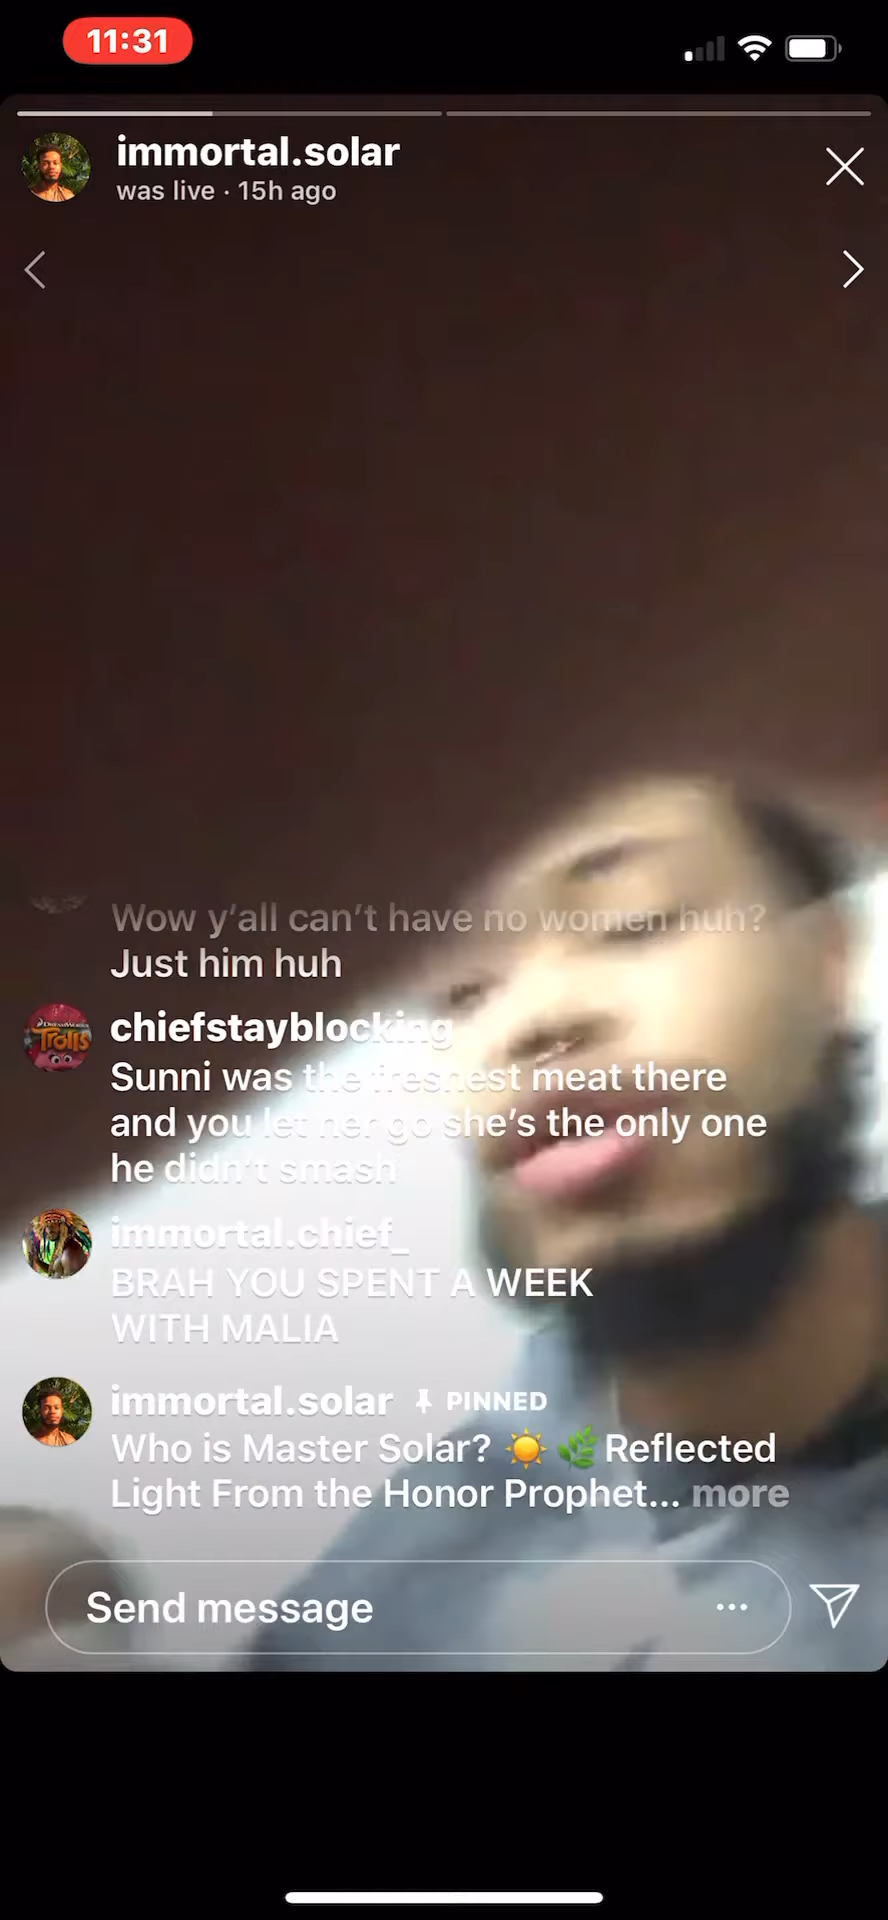 11:31
immortal.solar
was live · 15h ago
Wow y'all can't have no women huh?
Just him huh
DREAMWORKS
Trolls
chiefstayblocking
Sunni was the freshest meat there
and you let her go she's the only one
he didn't smash
immortal.chief_
BRAH YOU SPENT A WEEK
WITH MALIA
immortal.solar PINNED
Who is Master Solar? ☀️🌿 Reflected
Light From the Honor Prophet... more
Send message ...